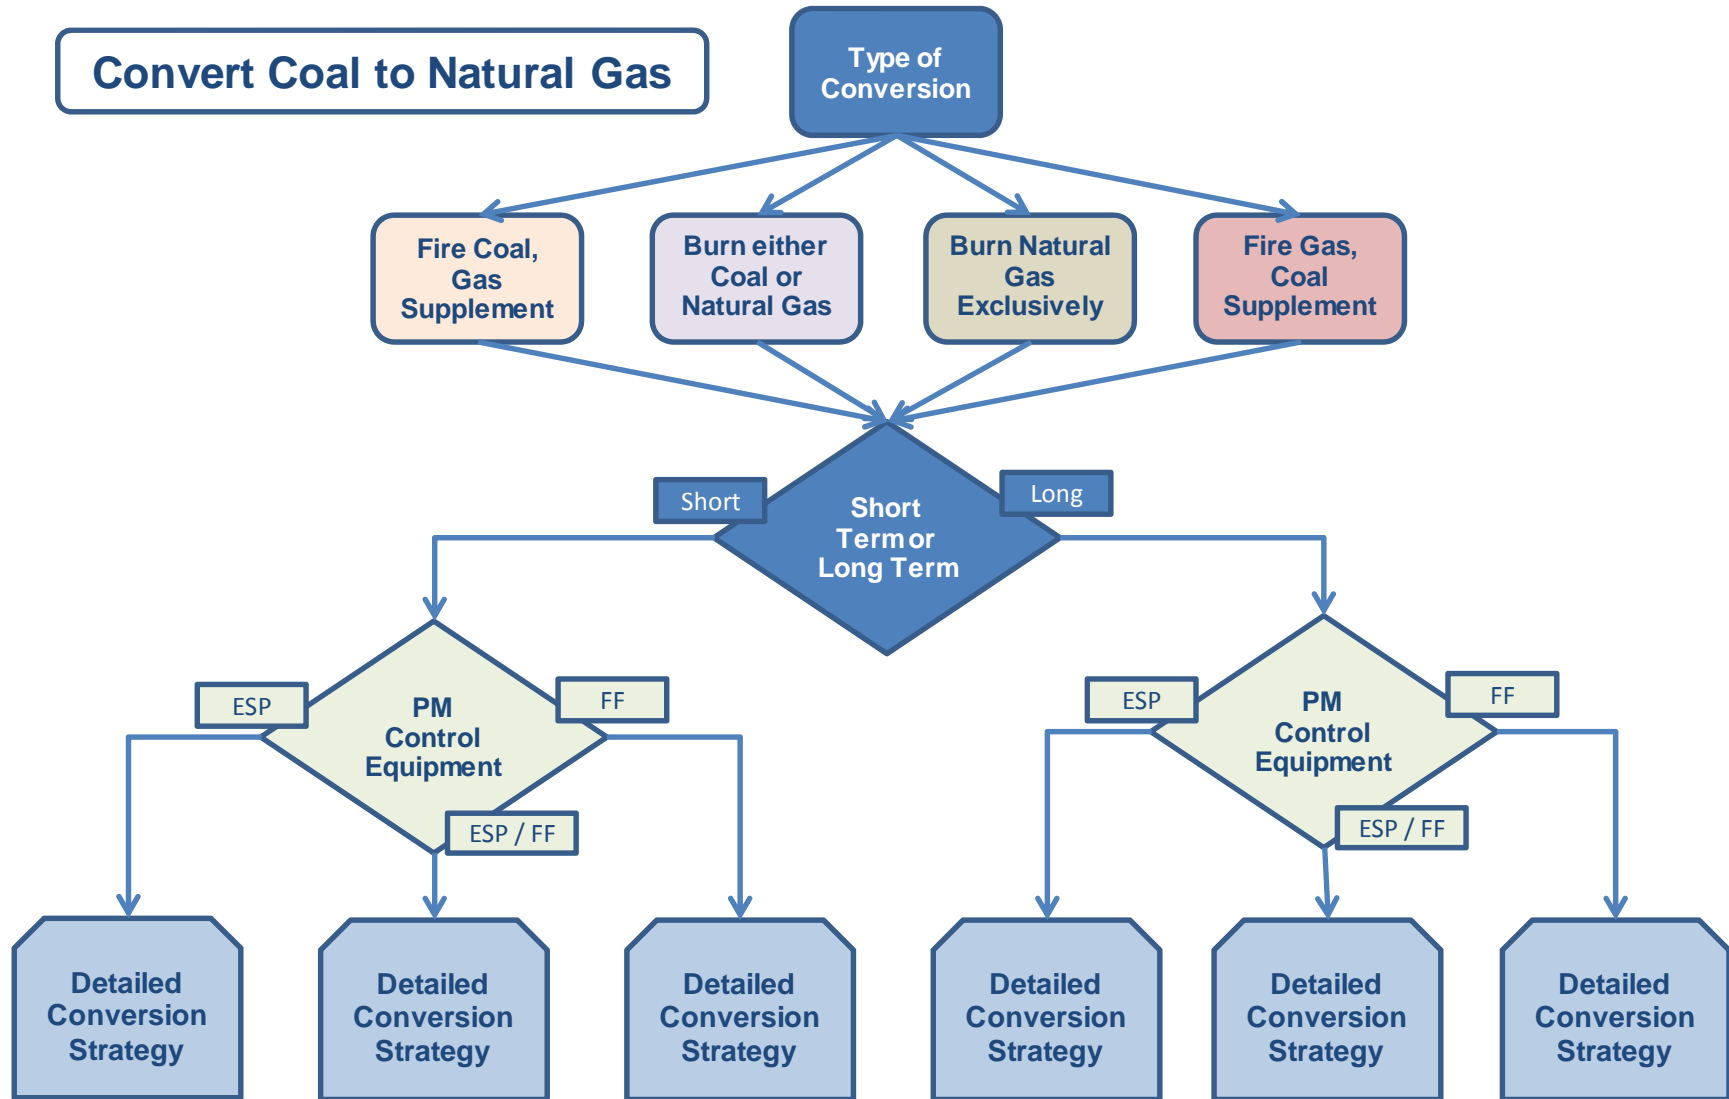 Convert Coal to Natural Gas
Type of
Conversion
Fire Coal,
Gas
Supplement
Burn either
Coal or
Natural Gas
Burn Natural
Gas
Exclusively
Fire Gas,
Coal
Supplement
Short
Long
Short
Term or
Long Term
ESP
FF
PM
Control
Equipment
ESP / FF
ESP
FF
PM
Control
Equipment
ESP / FF
Detailed
Conversion
Strategy
Detailed
Conversion
Strategy
Detailed
Conversion
Strategy
Detailed
Conversion
Strategy
Detailed
Conversion
Strategy
Detailed
Conversion
Strategy